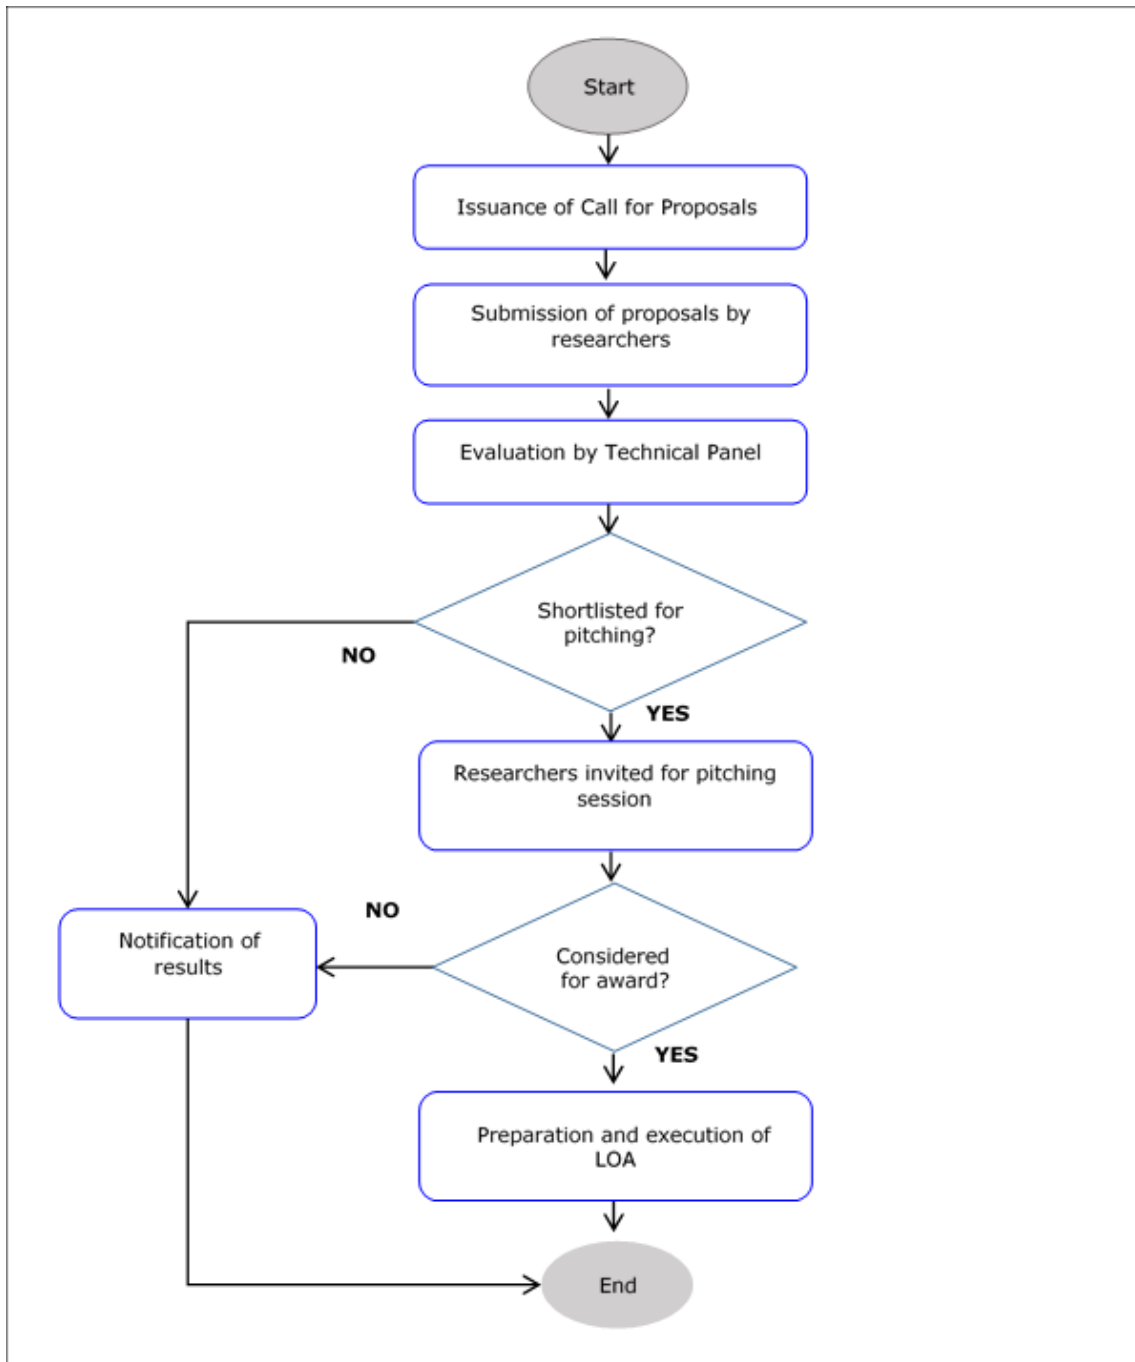 Start
Issuance of Call for Proposals
Submission of proposals by
researchers
Evaluation by Technical Panel
Shortlisted for
pitching?
NO
YES
Researchers invited for pitching
session
NO
Notification of
results
Considered
for award?
YES
Preparation and execution of
LOA
End